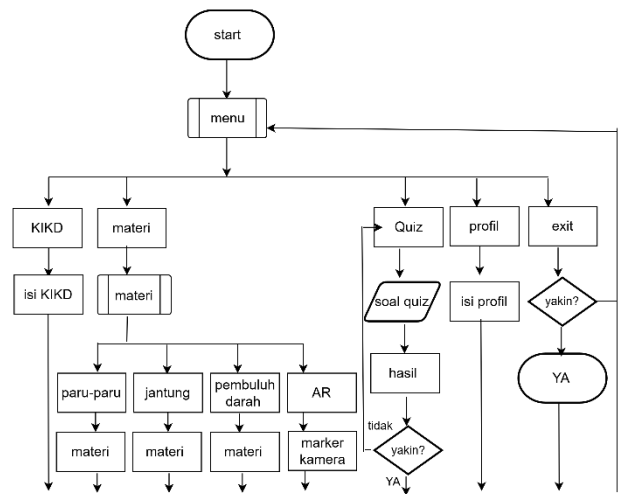 start
menu
KIKD
materi
Quiz
profil
exit
isi KIKD
materi
soal quiz
isi profil
yakin?
hasil
YA
paru-paru
jantung
pembuluh
darah
AR
tidak
materi
materi
materi
marker
kamera
yakin?
YA